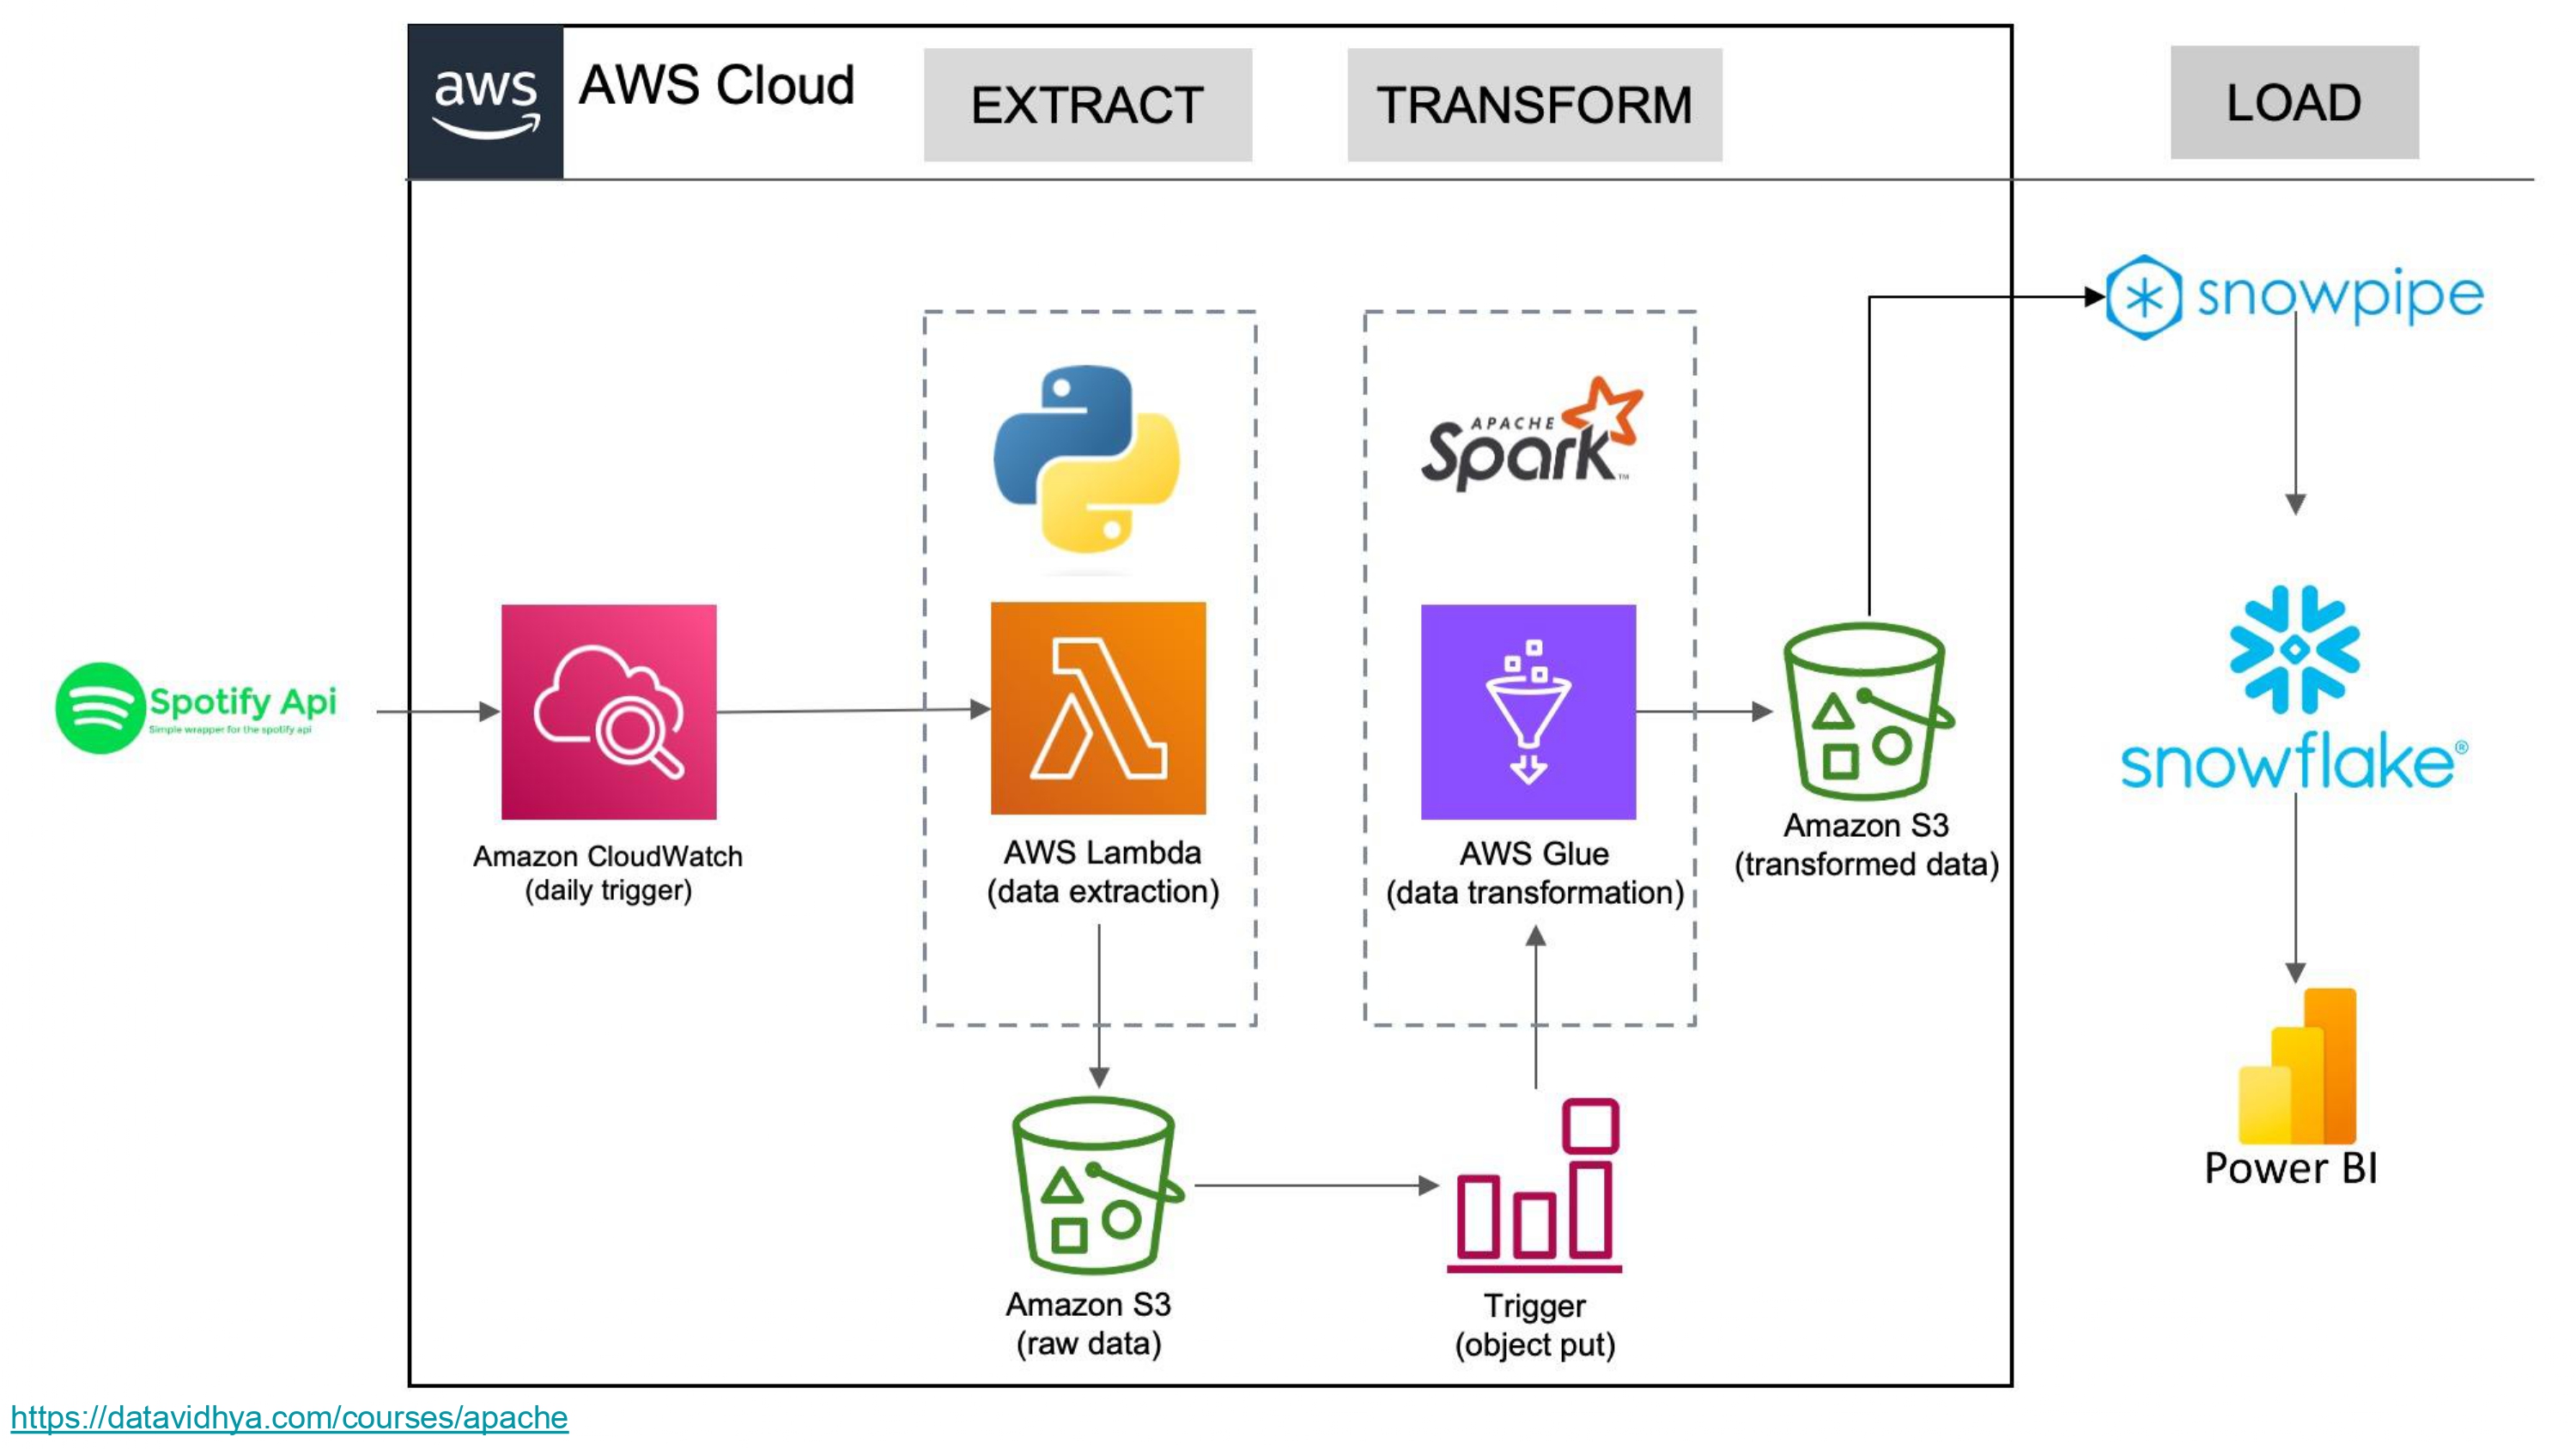 aws
AWS Cloud
EXTRACT
TRANSFORM
LOAD
snowpipe
APACHE
Spark™
Spotify Api
Simple wrapper for the spotify api
snowflake®
Amazon CloudWatch
(daily trigger)
AWS Lambda
(data extraction)
AWS Glue
(data transformation)
Amazon S3
(transformed data)
Power BI
Amazon S3
(raw data)
Trigger
(object put)
https://datavidhya.com/courses/apache